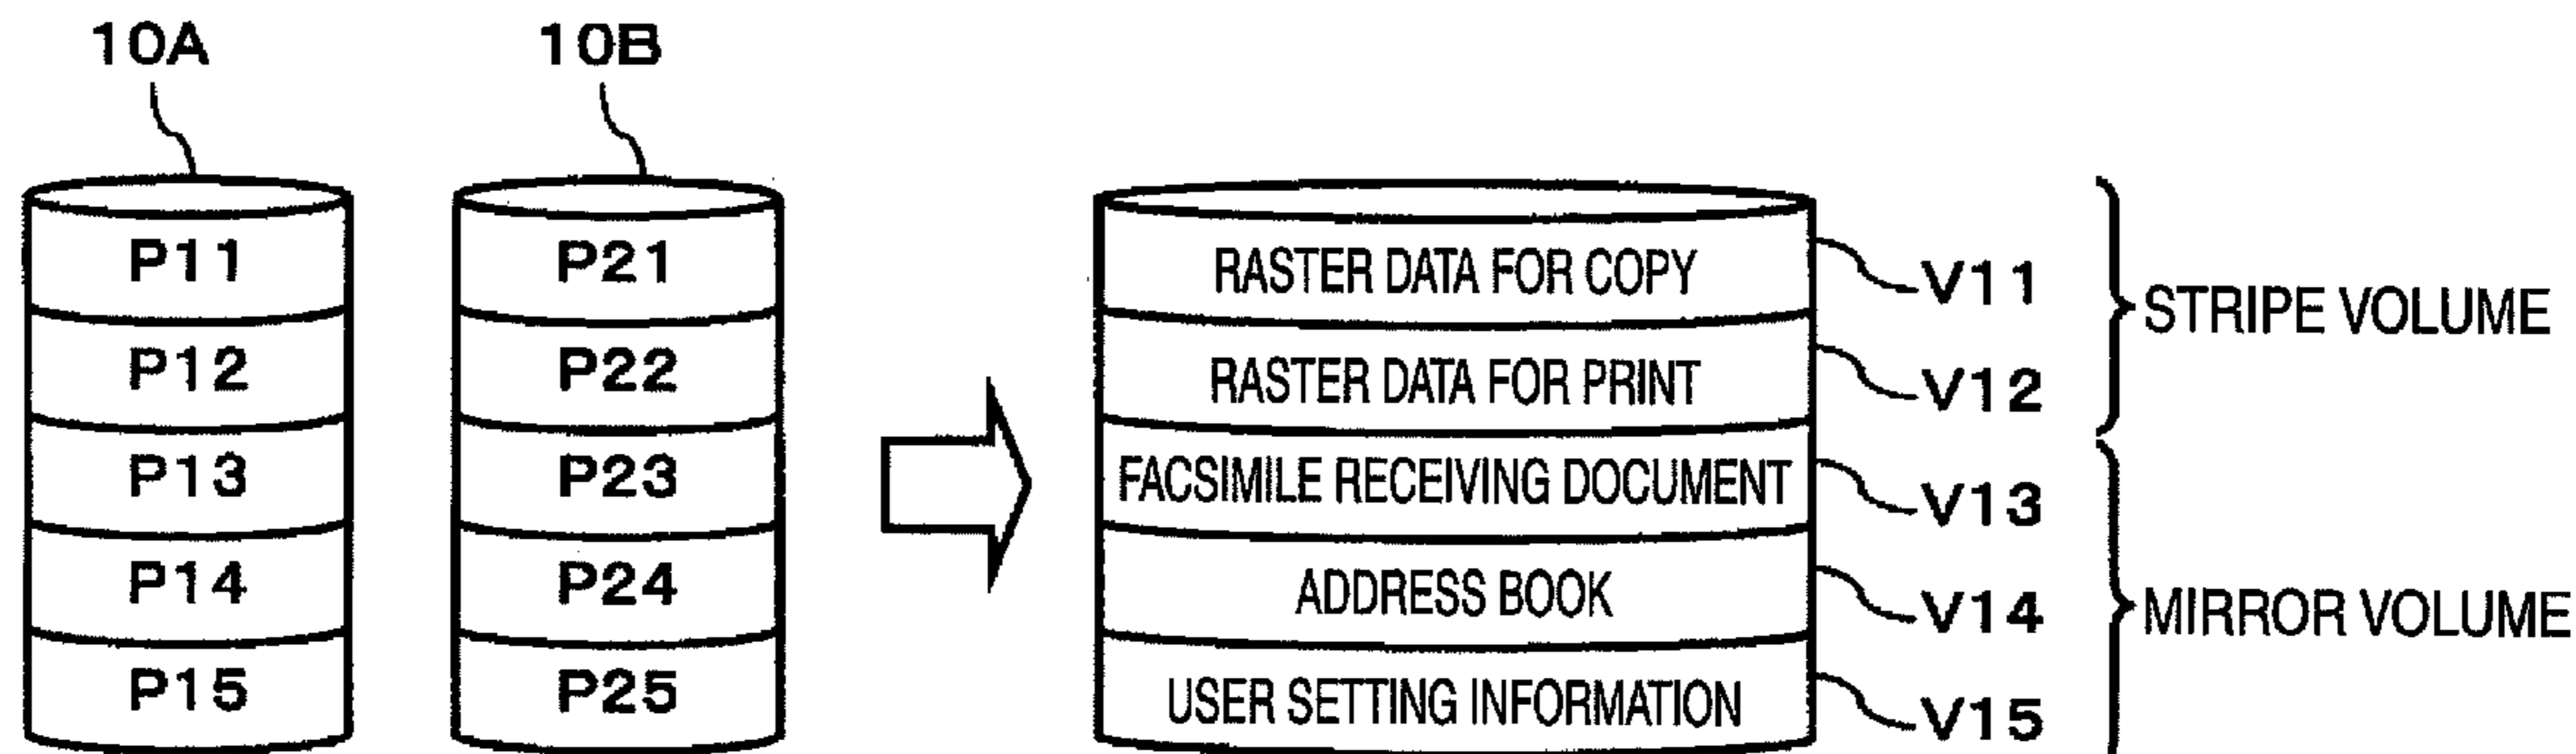 10A
10B
P11
P12
P13
P14
P15
P21
P22
P23
P24
P25
RASTER DATA FOR COPY
RASTER DATA FOR PRINT
FACSIMILE RECEIVING DOCUMENT
ADDRESS BOOK
USER SETTING INFORMATION
V11
V12
V13
V14
V15
STRIPE VOLUME
MIRROR VOLUME